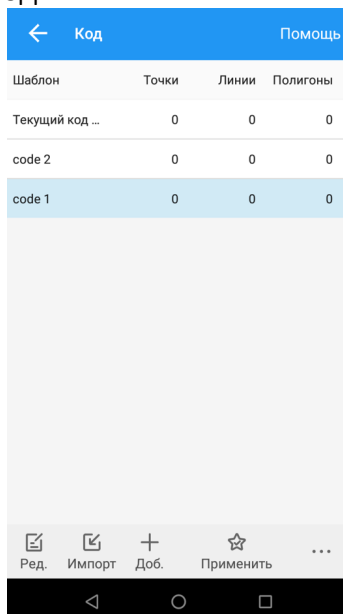 Код Помощь
Шаблон Точки Линии Полигоны
Текущий код ... 0 0 0
code 2 0 0 0
code 1 0 0 0
Ред. Импорт Доб. Применить ...